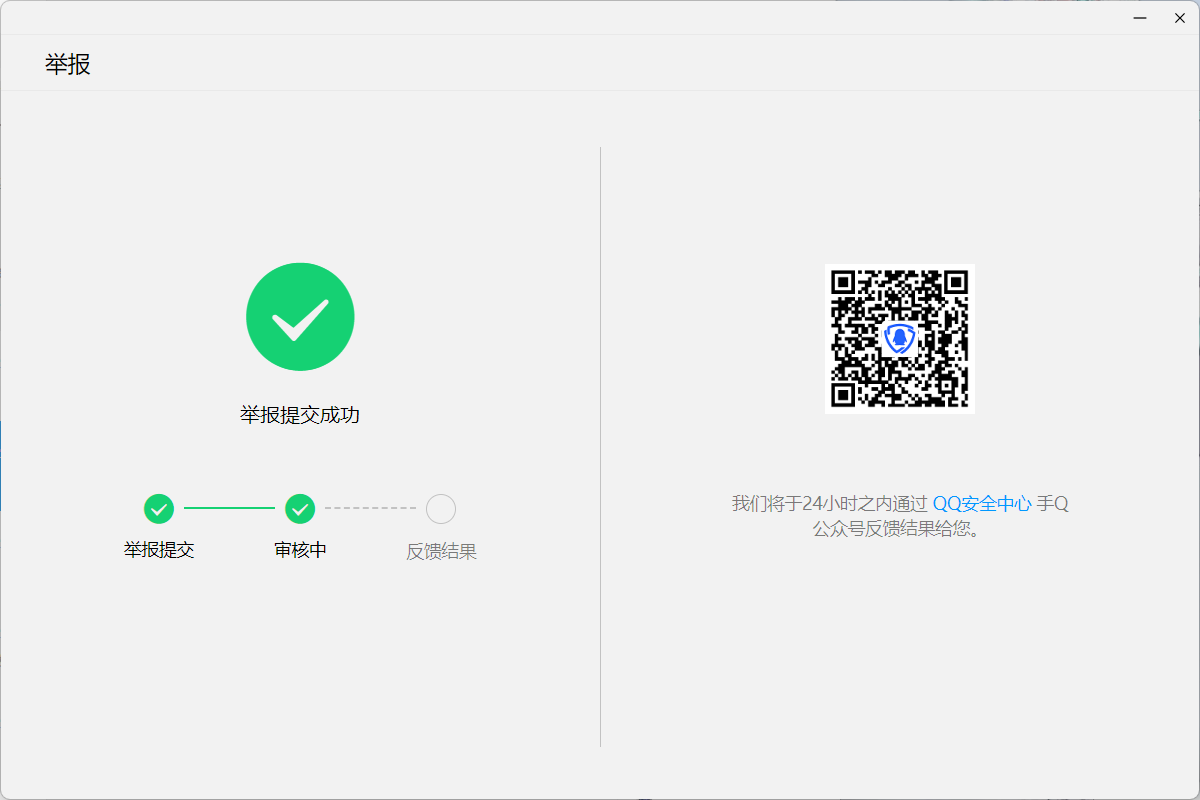 举报
举报提交成功
举报提交
审核中
反馈结果
我们将于24小时之内通过 QQ安全中心 手Q
公众号反馈结果给您。